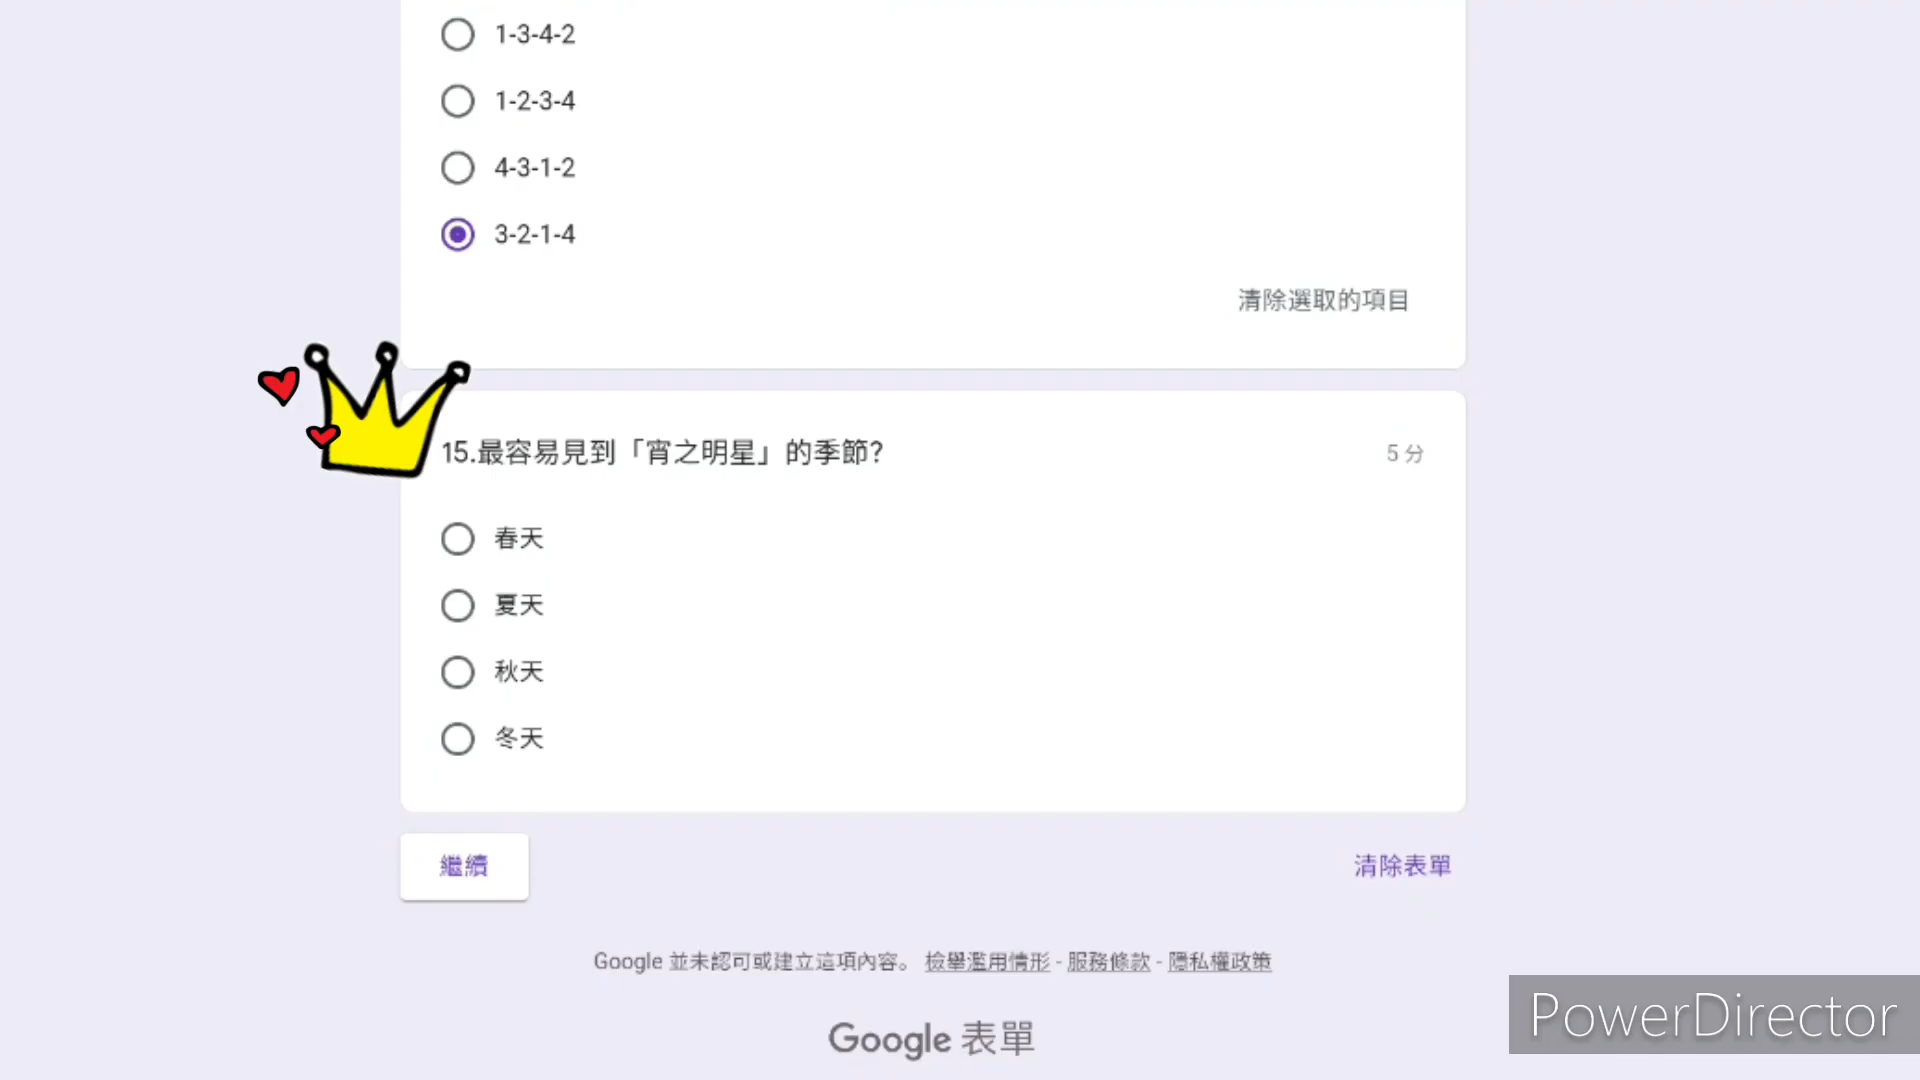 1-3-4-2
1-2-3-4
4-3-1-2
3-2-1-4
清除選取的項目
15.最容易見到「宵之明星」的季節?
5 分
春天
夏天
秋天
冬天
繼續
清除表單
Google 並未認可或建立這項內容。 檢舉濫用情形 - 服務條款 - 隱私權政策
Google 表單
PowerDirector